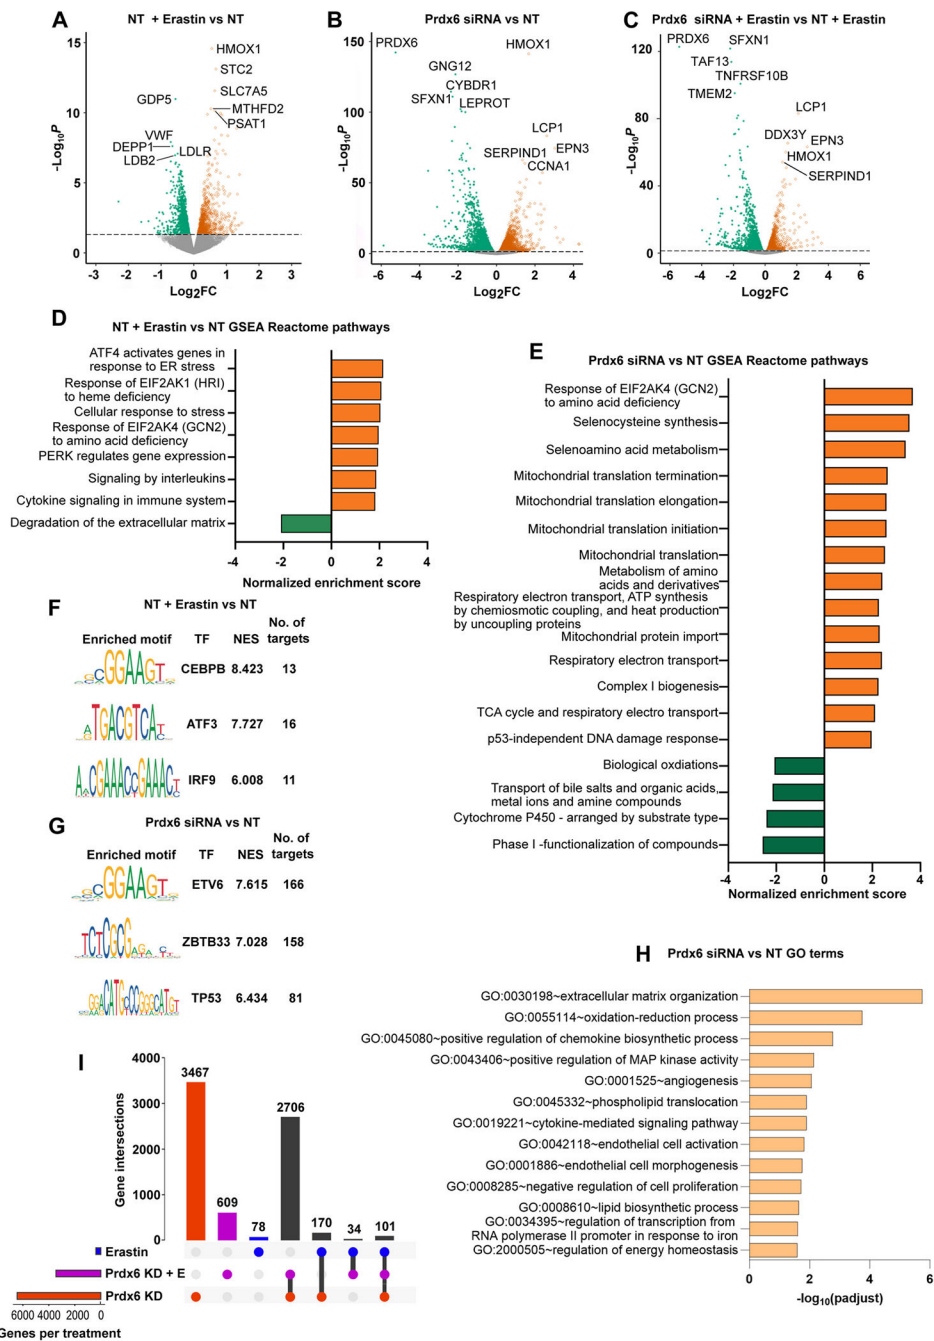 A
NT + Erastin vs NT
15
10
5
0
-Log10P
HMOX1
STC2
SLC7A5
GDP5
MTHFD2
PSAT1
VWF
DEPP1
LDLR
LDB2
-3
-2
-1
0
1
2
3
Log2FC
B
Prdx6 siRNA vs NT
150
100
50
0
-Log10P
PRDX6
HMOX1
GNG12
CYBDR1
SFXN1
LEPROT
LCP1
EPN3
SERPIND1
CCNA1
-6
-4
-2
0
2
4
Log2FC
C
Prdx6 siRNA + Erastin vs NT + Erastin
120
80
40
0
-Log10P
PRDX6
SFXN1
TAF13
TNFRSF10B
TMEM2
LCP1
DDX3Y
EPN3
HMOX1
SERPIND1
-6
-4
-2
0
2
4
6
Log2FC
D
NT + Erastin vs NT GSEA Reactome pathways
ATF4 activates genes in
response to ER stress
Response of EIF2AK1 (HRI)
to heme deficiency
Cellular response to stress
Response of EIF2AK4 (GCN2)
to amino acid deficiency
PERK regulates gene expression
Signaling by interleukins
Cytokine signaling in immune system
Degradation of the extracellular matrix
-4
-2
0
2
4
Normalized enrichment score
E
Prdx6 siRNA vs NT GSEA Reactome pathways
Response of EIF2AK4 (GCN2)
to amino acid deficiency
Selenocysteine synthesis
Selenoamino acid metabolism
Mitochondrial translation termination
Mitochondrial translation elongation
Mitochondrial translation initiation
Mitochondrial translation
Metabolism of amino
acids and derivatives
Respiratory electron transport, ATP synthesis
by chemiosmotic coupling, and heat production
by uncoupling proteins
Mitochondrial protein import
Respiratory electron transport
Complex I biogenesis
TCA cycle and respiratory electro transport
p53-independent DNA damage response
Biological oxdiations
Transport of bile salts and organic acids,
metal ions and amine compounds
Cytochrome P450 - arranged by substrate type
Phase I -functionalization of compounds
-4
-2
0
2
4
Normalized enrichment score
F
NT + Erastin vs NT
Enriched motif TF NES No. of
targets
CEBPB 8.423 13
ATF3 7.727 16
IRF9 6.008 11
G
Prdx6 siRNA vs NT
Enriched motif TF NES No. of
targets
ETV6 7.615 166
ZBTB33 7.028 158
TP53 6.434 81
H
Prdx6 siRNA vs NT GO terms
GO:0030198~extracellular matrix organization
GO:0055114~oxidation-reduction process
GO:0045080~positive regulation of chemokine biosynthetic process
GO:0043406~positive regulation of MAP kinase activity
GO:0001525~angiogenesis
GO:0045332~phospholipid translocation
GO:0019221~cytokine-mediated signaling pathway
GO:0042118~endothelial cell activation
GO:0001886~endothelial cell morphogenesis
GO:0008285~negative regulation of cell proliferation
GO:0008610~lipid biosynthetic process
GO:0034395~regulation of transcription from
RNA polymerase II promoter in response to iron
GO:2000505~regulation of energy homeostasis
0
2
4
6
-log10(padjust)
I
4000
3000
2000
1000
0
Gene intersections
3467
609
78
2706
170
34
101
Erastin
Prdx6 KD + E
Prdx6 KD
6000 4000 2000 0
Genes per treatment